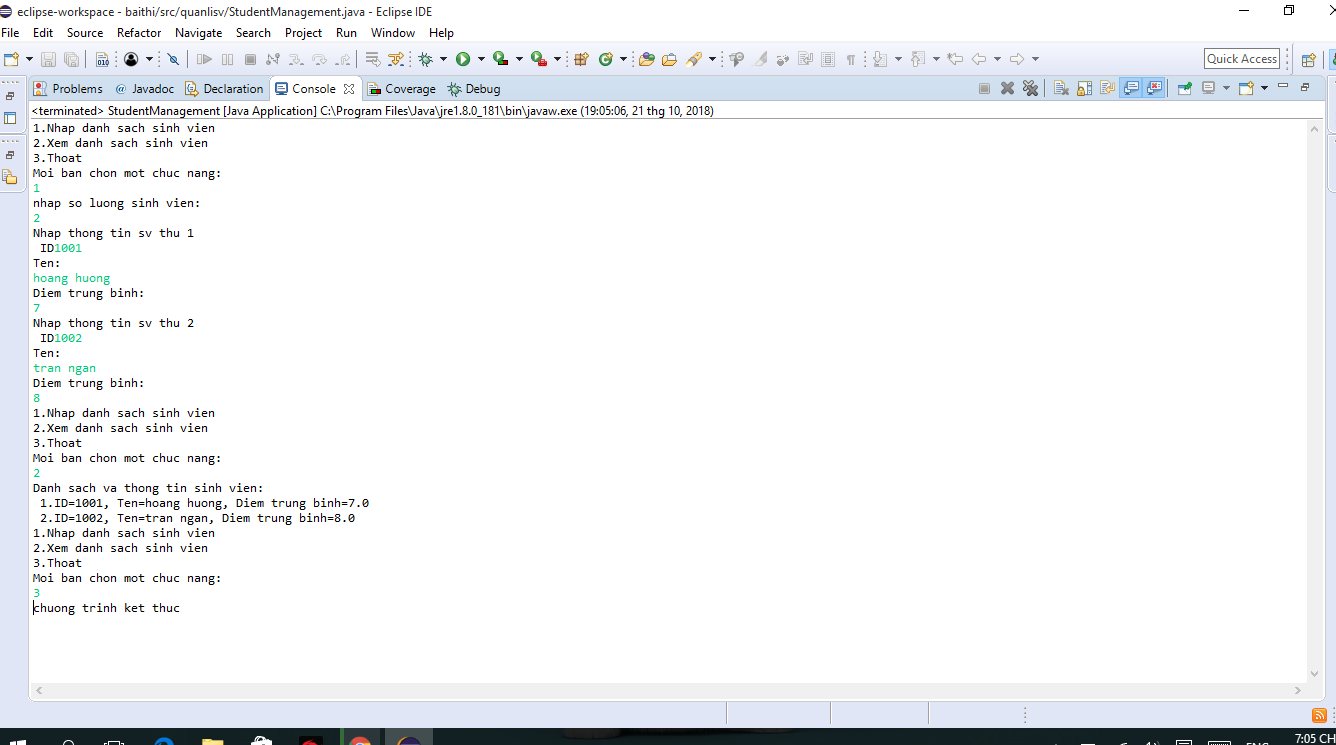 eclipse-workspace - baithi/src/quanlisv/StudentManagement.java - Eclipse IDE
File Edit Source Refactor Navigate Search Project Run Window Help
Quick Access
Problems @ Javadoc Declaration Console Coverage Debug
<terminated> StudentManagement [Java Application] C:\Program Files\Java\jre1.8.0_181\bin\javaw.exe (19:05:06, 21 thg 10, 2018)
1.Nhap danh sach sinh vien
2.Xem danh sach sinh vien
3.Thoat
Moi ban chon mot chuc nang:
1
nhap so luong sinh vien:
2
Nhap thong tin sv thu 1
ID1001
Ten:
hoang huong
Diem trung binh:
7
Nhap thong tin sv thu 2
ID1002
Ten:
tran ngan
Diem trung binh:
8
1.Nhap danh sach sinh vien
2.Xem danh sach sinh vien
3.Thoat
Moi ban chon mot chuc nang:
2
Danh sach va thong tin sinh vien:
1.ID=1001, Ten=hoang huong, Diem trung binh=7.0
2.ID=1002, Ten=tran ngan, Diem trung binh=8.0
1.Nhap danh sach sinh vien
2.Xem danh sach sinh vien
3.Thoat
Moi ban chon mot chuc nang:
3
chuong trinh ket thuc
7:05 CH